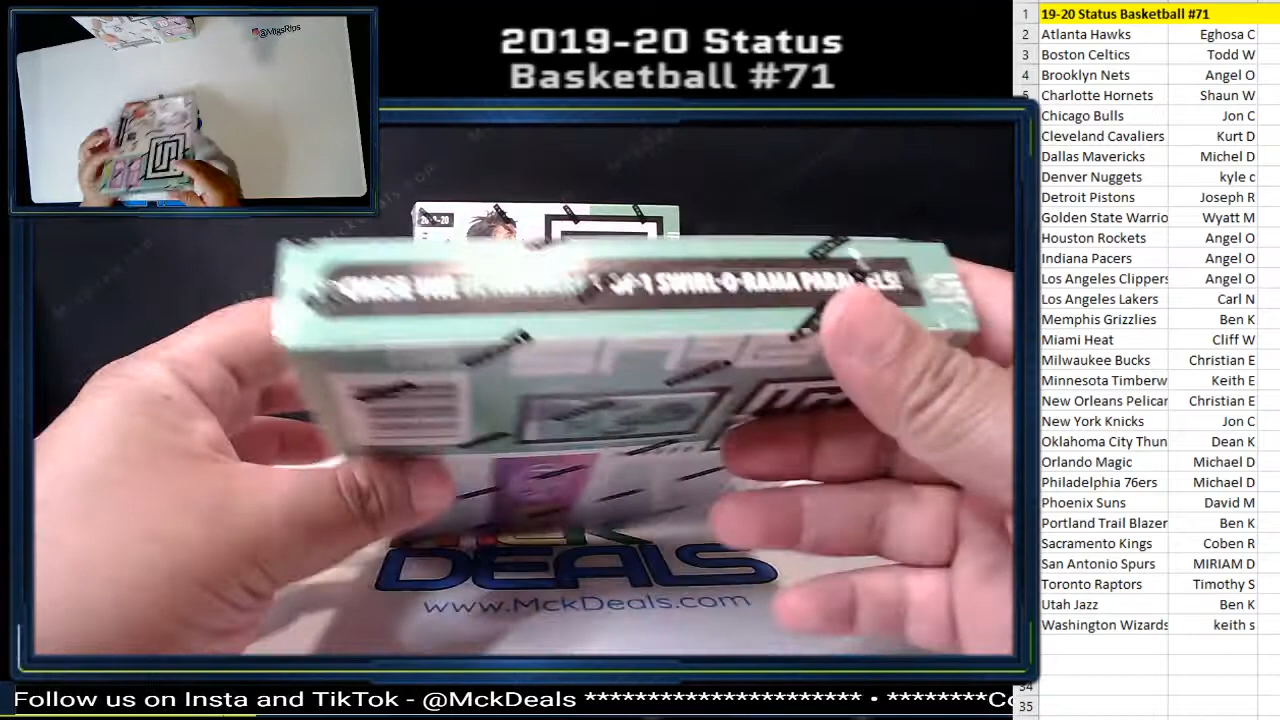 @MigsRips
2019-20 Status
Basketball #71
1 OF 1 SWIRL-O-RAMA PARALLELS!
DEALS
www.MckDeals.com
Follow us on Insta and TikTok - @MckDeals ********************** • ********
1 19-20 Status Basketball #71
2 Atlanta Hawks Eghosa C
3 Boston Celtics Todd W
4 Brooklyn Nets Angel O
5 Charlotte Hornets Shaun W
Chicago Bulls Jon C
Cleveland Cavaliers Kurt D
Dallas Mavericks Michel D
Denver Nuggets kyle c
Detroit Pistons Joseph R
Golden State Warrio Wyatt M
Houston Rockets Angel O
Indiana Pacers Angel O
Los Angeles Clippers Angel O
Los Angeles Lakers Carl N
Memphis Grizzlies Ben K
Miami Heat Cliff W
Milwaukee Bucks Christian E
Minnesota Timberw Keith E
New Orleans Pelican Christian E
New York Knicks Jon C
Oklahoma City Thun Dean K
Orlando Magic Michael D
Philadelphia 76ers Michael D
Phoenix Suns David M
Portland Trail Blazer Ben K
Sacramento Kings Coben R
San Antonio Spurs MIRIAM D
Toronto Raptors Timothy S
Utah Jazz Ben K
Washington Wizards keith s
34
35